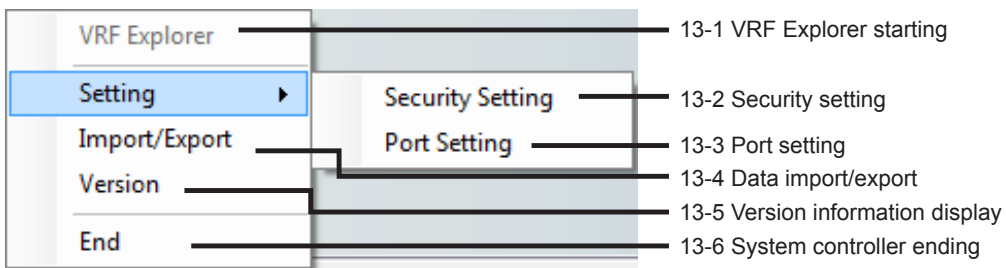 VRF Explorer
13-1 VRF Explorer starting
Setting
Security Setting
13-2 Security setting
Import/Export
Port Setting
13-3 Port setting
13-4 Data import/export
Version
13-5 Version information display
End
13-6 System controller ending